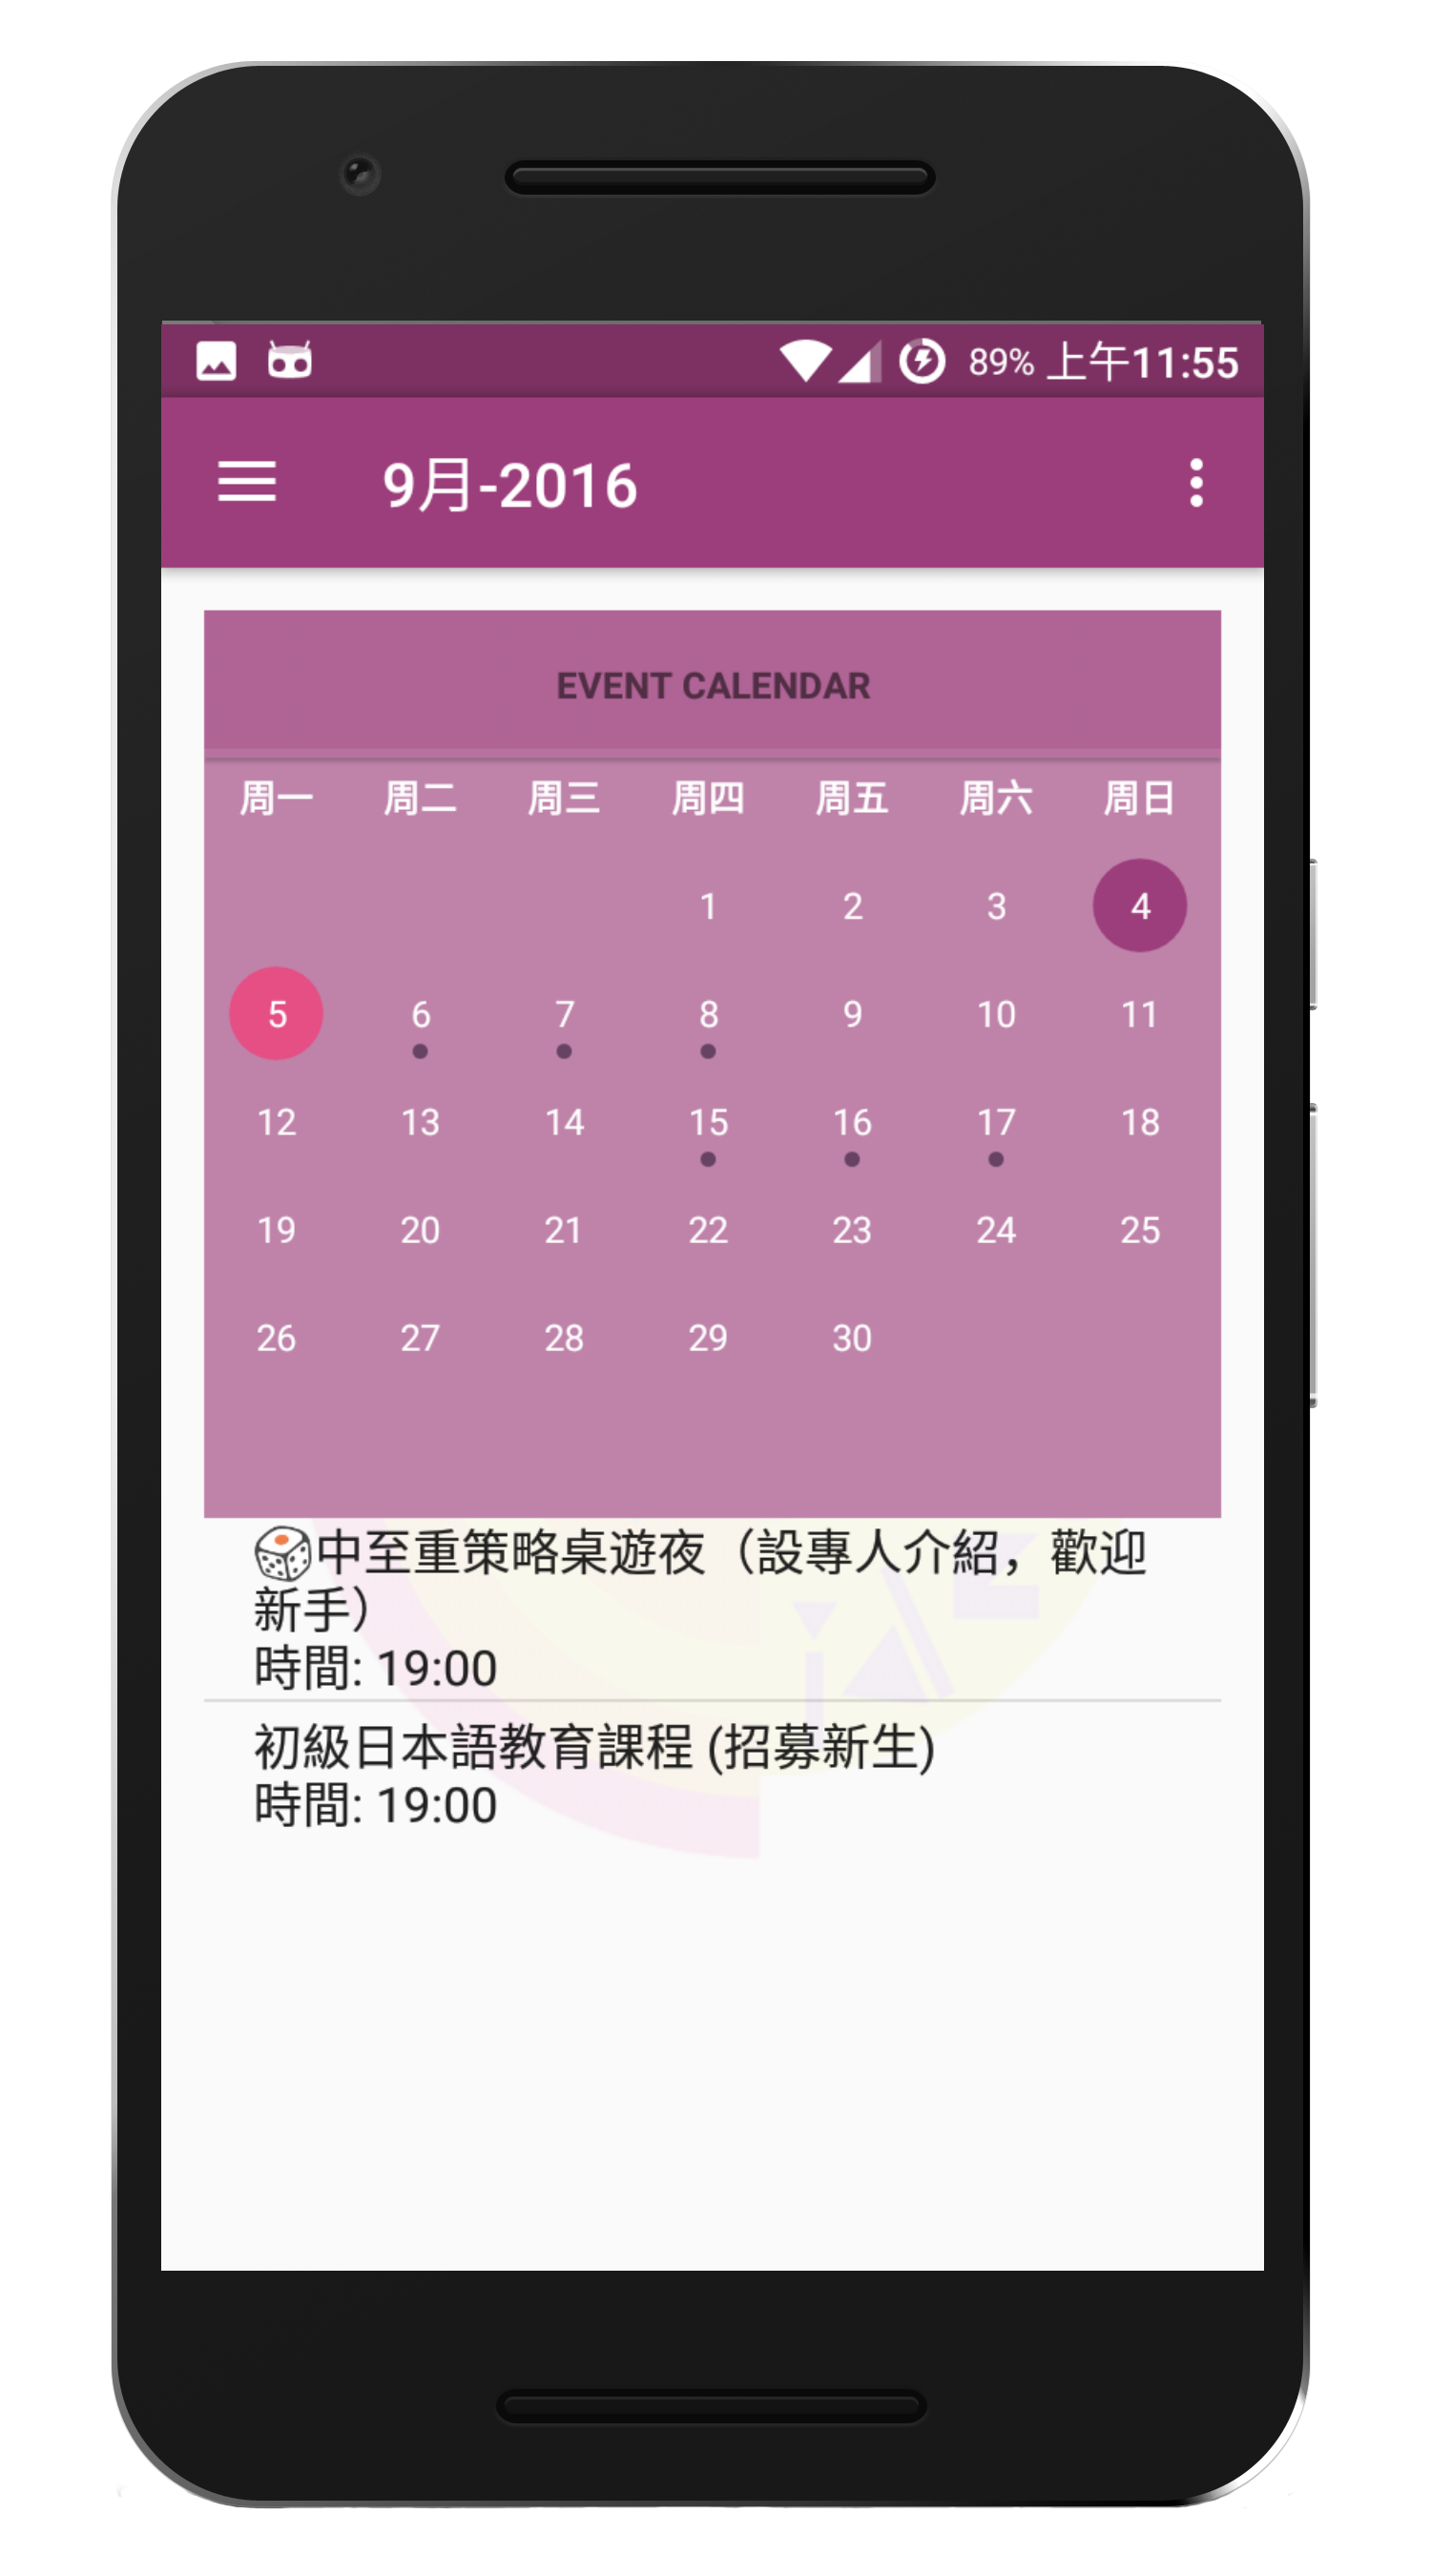 89% 上午11:55
9月-2016
EVENT CALENDAR
周一 周二 周三 周四 周五 周六 周日
1 2 3 4
5 6 7 8 9 10 11
12 13 14 15 16 17 18
19 20 21 22 23 24 25
26 27 28 29 30
中至重策略桌遊夜（設專人介紹，歡迎
新手）
時間: 19:00
初級日本語教育課程 (招募新生)
時間: 19:00